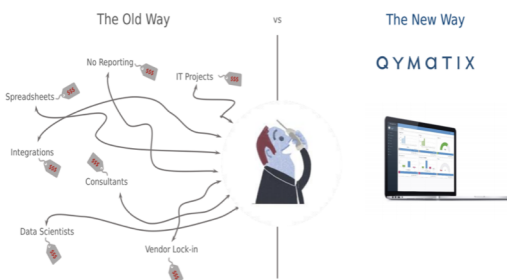 The Old Way
vs
The New Way
QYMATIX
No Reporting
$$$
IT Projects
$$$
Spreadsheets
$$$
Integrations
$$$
Consultants
$$$
Data Scientists
$$$
Vendor Lock-in
$$$